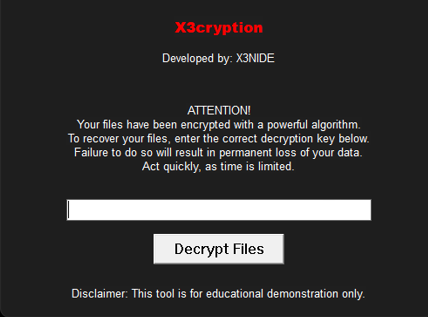 X3cryption
Developed by: X3NIDE
ATTENTION!
Your files have been encrypted with a powerful algorithm.
To recover your files, enter the correct decryption key below.
Failure to do so will result in permanent loss of your data.
Act quickly, as time is limited.
Decrypt Files
Disclaimer: This tool is for educational demonstration only.